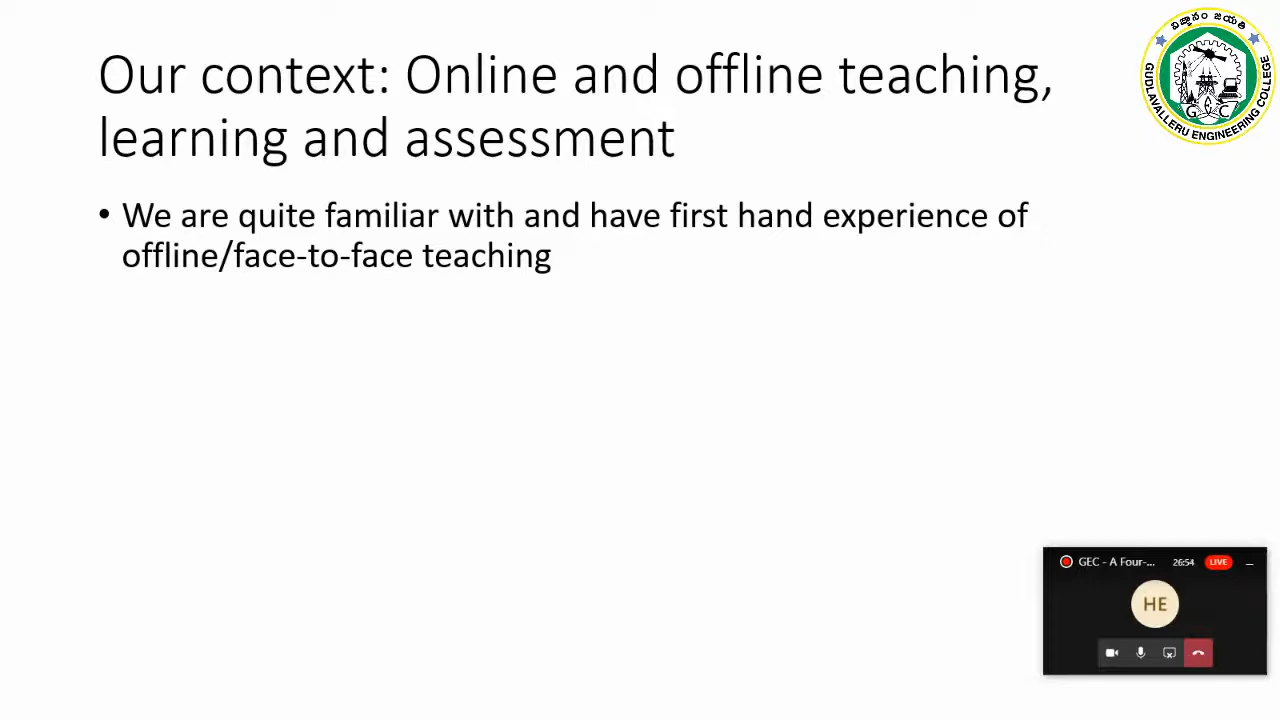 Our context: Online and offline teaching,
learning and assessment
• We are quite familiar with and have first hand experience of
offline/face-to-face teaching
విజ్ఞానం జయతి
GUDLAVALLERU ENGINEERING COLLEGE
G C
GEC - A Four-... 26:54 LIVE
HE